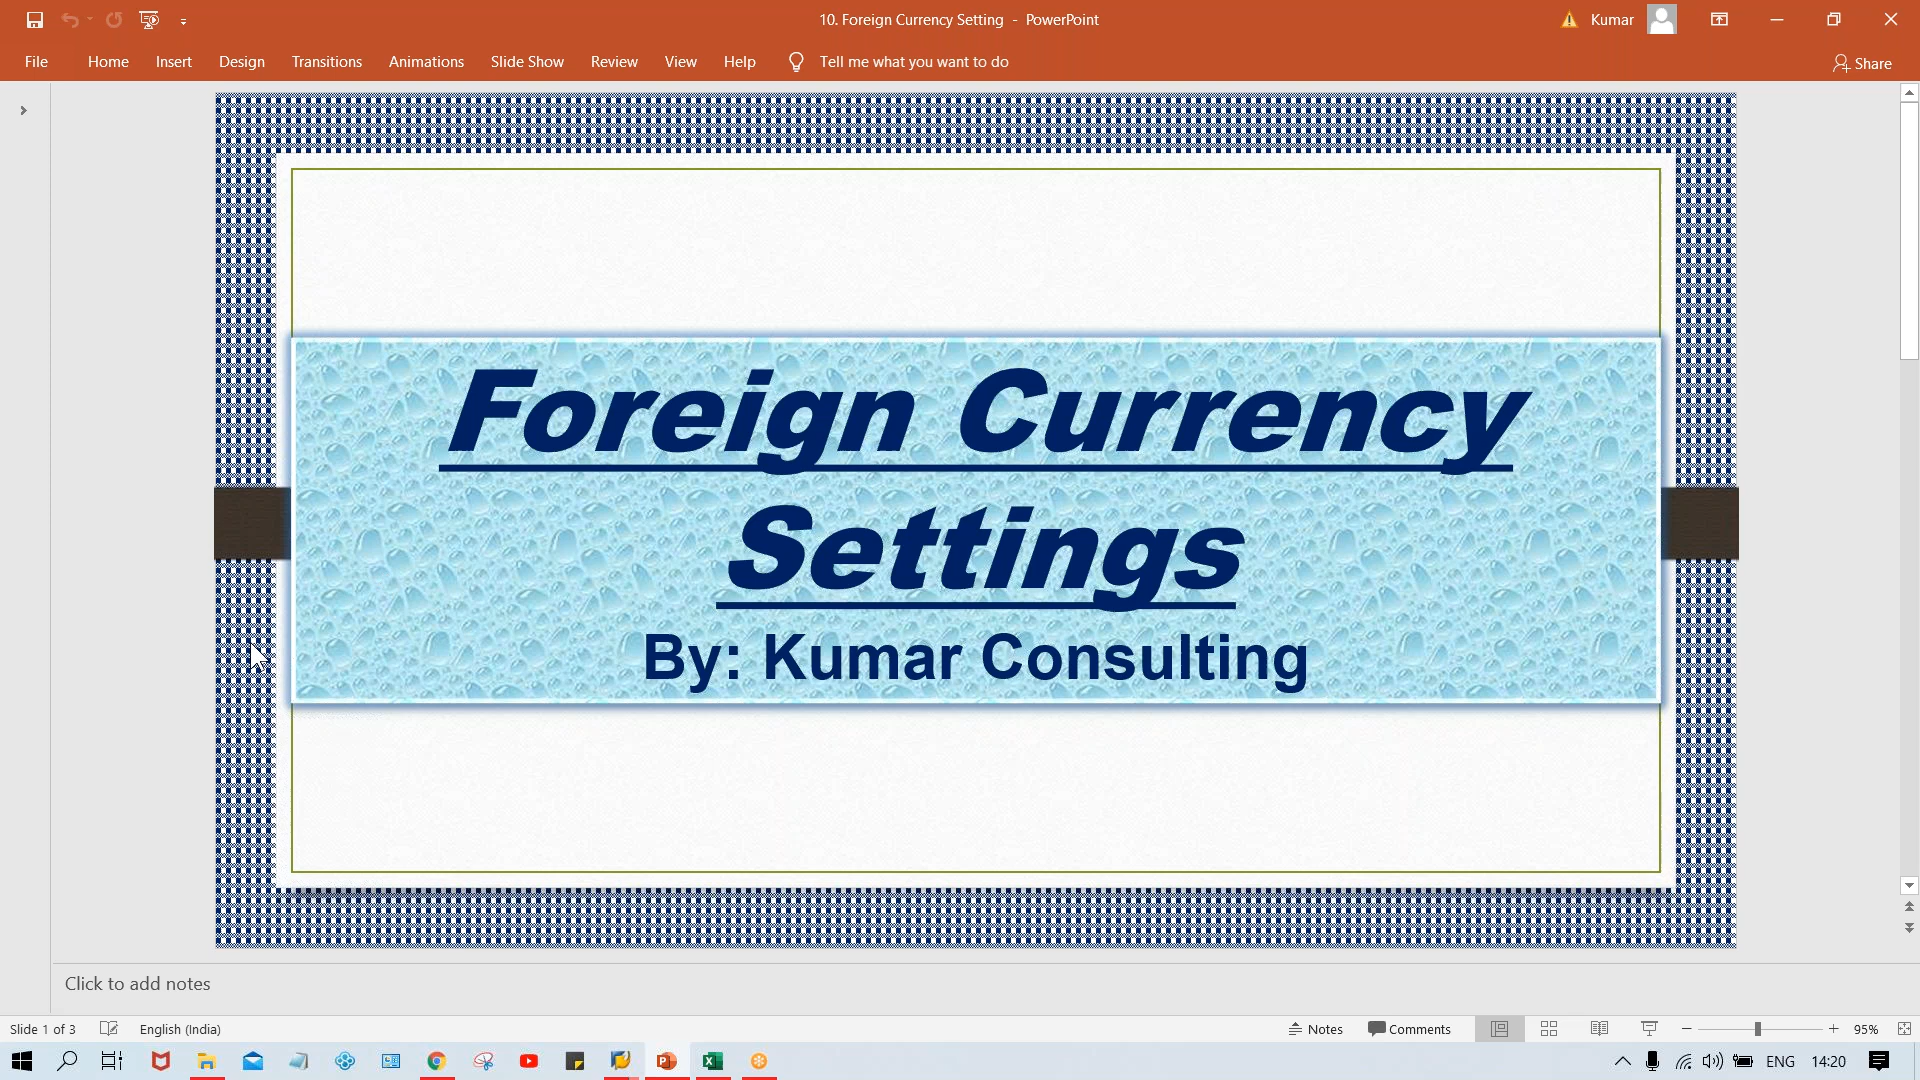 10. Foreign Currency Setting - PowerPoint
Kumar
File Home Insert Design Transitions Animations Slide Show Review View Help Tell me what you want to do
Share
Foreign Currency
Settings
By: Kumar Consulting
Click to add notes
Slide 1 of 3 English (India) Notes Comments 95%
ENG 14:20